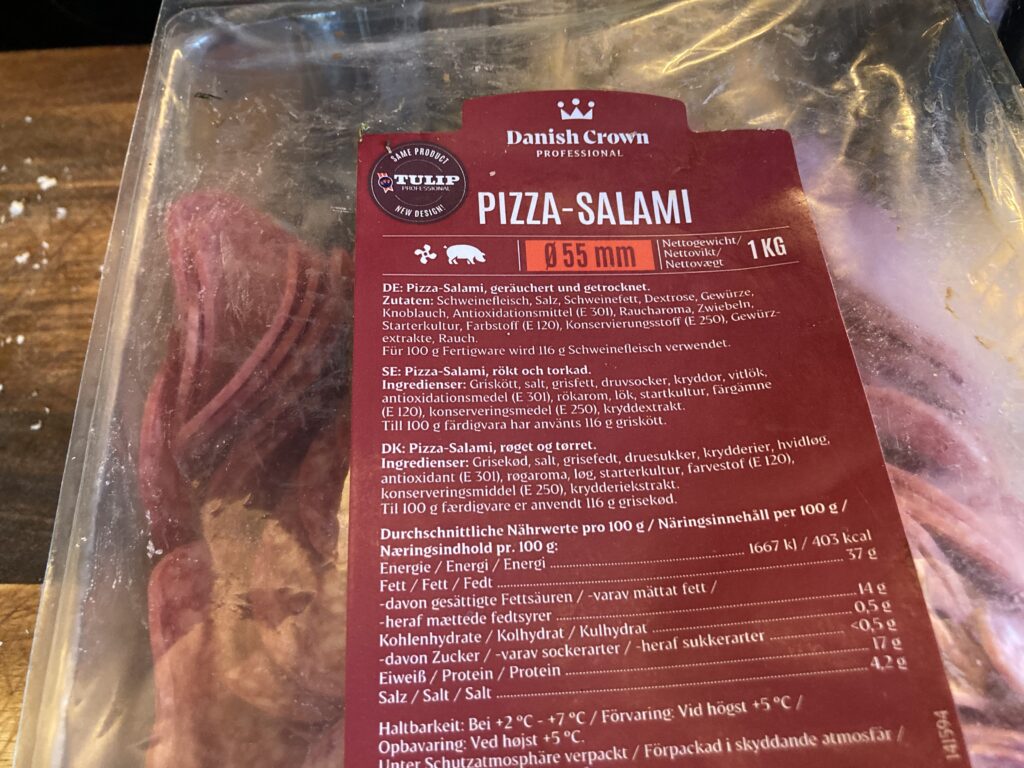 Danish Crown
PROFESSIONAL
SAME PRODUCT
TULIP
PROFESSIONAL
NEW DESIGN!
PIZZA-SALAMI
Ø 55 mm
Nettogewicht/
Nettovikt/
Nettovægt
1 KG
DE: Pizza-Salami, geräuchert und getrocknet.
Zutaten: Schweinefleisch, Salz, Schweinefett, Dextrose, Gewürze,
Knoblauch, Antioxidationsmittel (E 301), Raucharoma, Zwiebeln,
Starterkultur, Farbstoff (E 120), Konservierungsstoff (E 250), Gewürz-
extrakte, Rauch.
Für 100 g Fertigware wird 116 g Schweinefleisch verwendet.
SE: Pizza-Salami, rökt och torkad.
Ingredienser: Griskött, salt, grisfett, druvsocker, kryddor, vitlök,
antioxidationsmedel (E 301), rökarom, lök, startkultur, färgämne
(E 120), konserveringsmedel (E 250), kryddextrakt.
Till 100 g färdigvara har använts 116 g griskött.
DK: Pizza-Salami, røget og tørret.
Ingredienser: Grisekød, salt, grisefedt, druesukker, krydderier, hvidløg,
antioxidant (E 301), røgaroma, løg, starterkultur, farvestof (E 120),
konserveringsmiddel (E 250), krydderiekstrakt.
Til 100 g færdigvare er anvendt 116 g grisekød.
Durchschnittliche Nährwerte pro 100 g / Näringsinnehåll per 100 g /
Næringsindhold pr. 100 g:
Energie / Energi / Energi 1667 kJ / 403 kcal
Fett / Fett / Fedt 37 g
-davon gesättigte Fettsäuren / -varav mättat fett /
-heraf mættede fedtsyrer 14 g
Kohlenhydrate / Kolhydrat / Kulhydrat 0,5 g
-davon Zucker / -varav sockerarter / -heraf sukkerarter <0,5 g
Eiweiß / Protein / Protein 17 g
Salz / Salt / Salt 4,2 g
Haltbarkeit: Bei +2 °C - +7 °C / Förvaring: Vid högst +5 °C /
Opbavaring: Ved højst +5 °C.
Unter Schutzatmosphäre verpackt / Förpackad i skyddande atmosfär /
141594